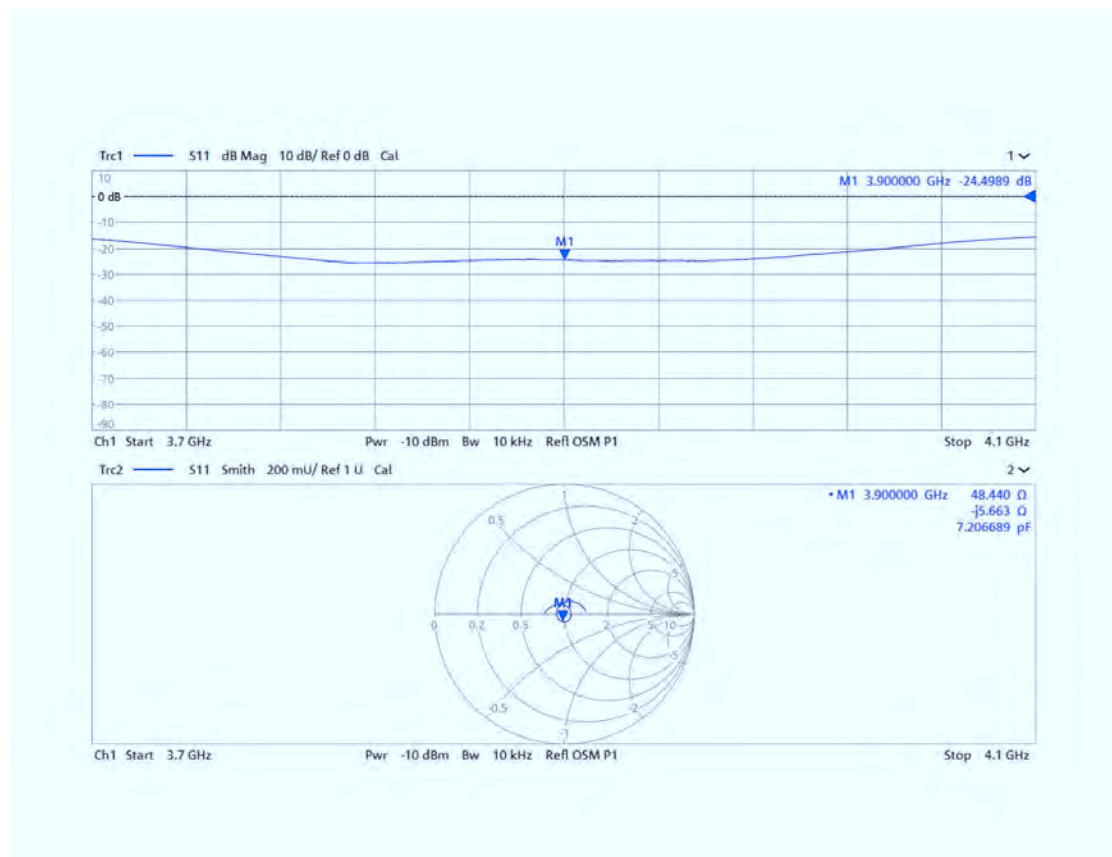 Trc1 S11 dB Mag 10 dB/ Ref 0 dB Cal 1
10
0 dB
-10
-20
-30
-40
-50
-60
-70
-80
-90
M1 3.900000 GHz -24.4989 dB
M1
Ch1 Start 3.7 GHz Pwr -10 dBm Bw 10 kHz Refl OSM P1 Stop 4.1 GHz
Trc2 S11 Smith 200 mU/ Ref 1 U Cal 2
• M1 3.900000 GHz 48.440 Ω
-j5.663 Ω
7.206689 pF
1
0.5 2
5
M1
0 0.2 0.5 1 2 5 10
-5
-0.5 -2
-1
Ch1 Start 3.7 GHz Pwr -10 dBm Bw 10 kHz Refl OSM P1 Stop 4.1 GHz